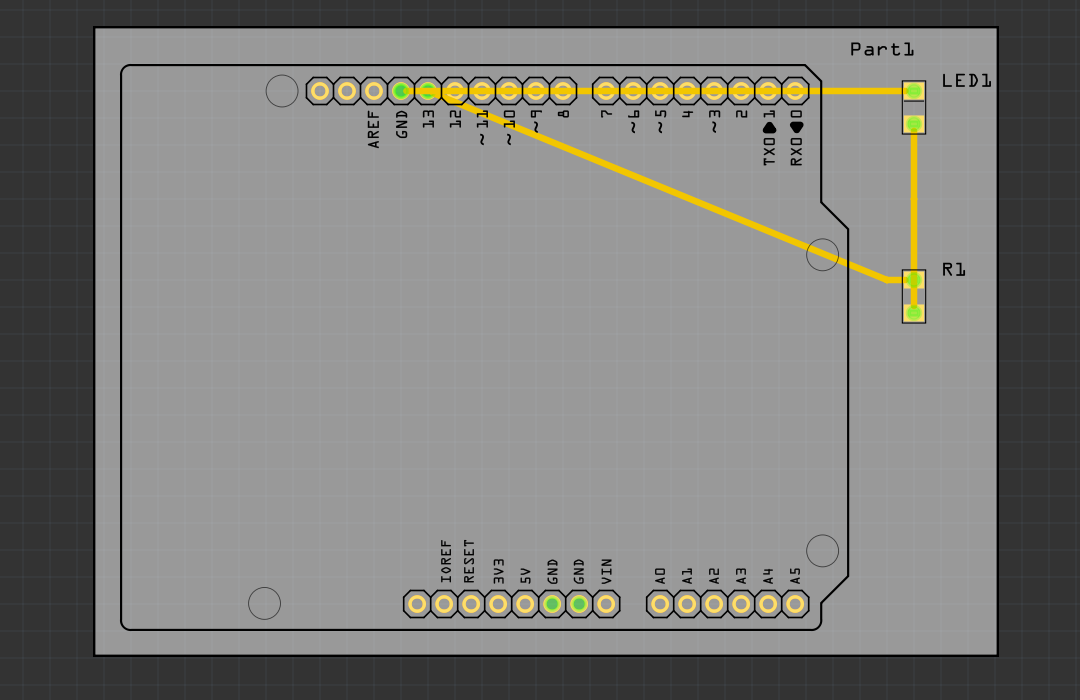 Part1
LED1
AREF
GND
13
12
~11
~10
~9
8
7
~6
~5
4
~3
2
TX0▶1
RX0◀0
R1
IOREF
RESET
3V3
5V
GND
GND
VIN
A0
A1
A2
A3
A4
A5